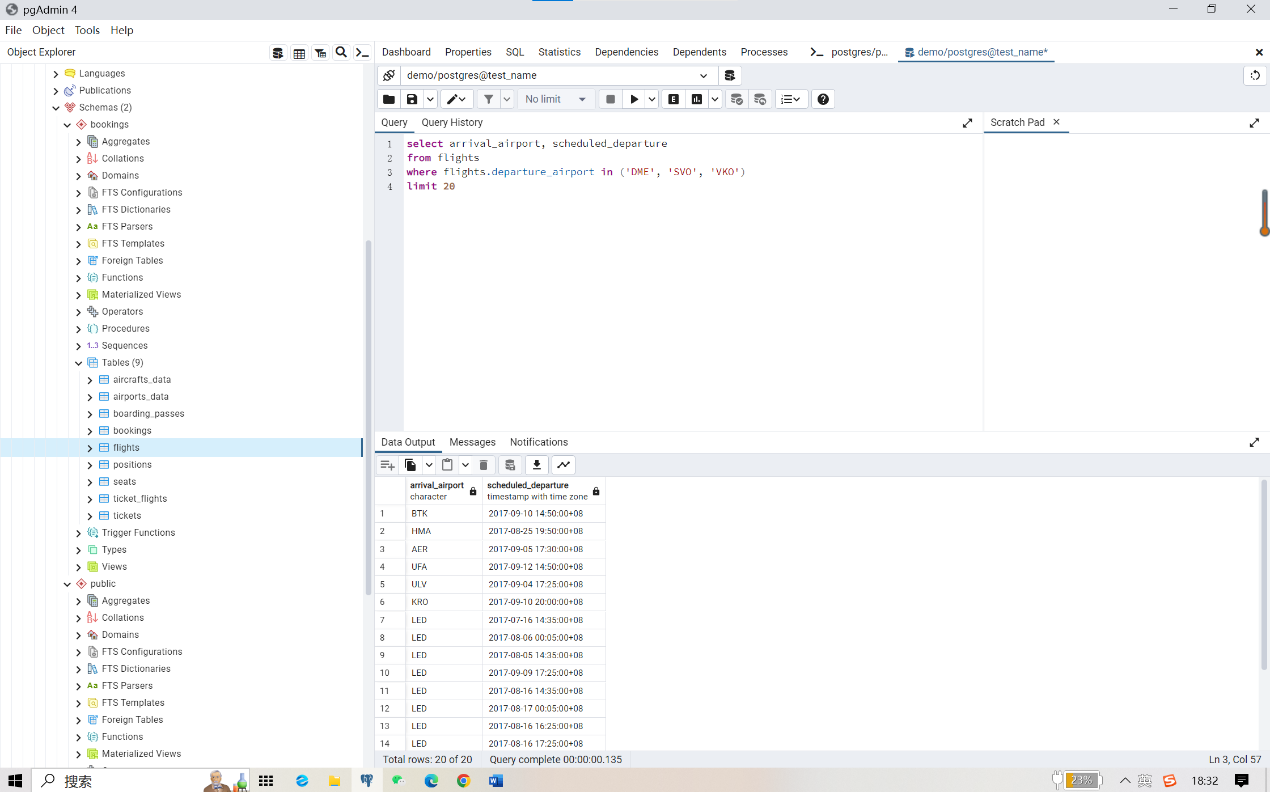 pgAdmin 4
File Object Tools Help
Object Explorer
Dashboard Properties SQL Statistics Dependencies Dependents Processes postgres/p... demo/postgres@test_name*
demo/postgres@test_name
No limit
Query Query History
Scratch Pad
1 select arrival_airport, scheduled_departure
2 from flights
3 where flights.departure_airport in ('DME', 'SVO', 'VKO')
4 limit 20
Languages
Publications
Schemas (2)
bookings
Aggregates
Collations
Domains
FTS Configurations
FTS Dictionaries
Aa FTS Parsers
FTS Templates
Foreign Tables
Functions
Materialized Views
Operators
Procedures
1..3 Sequences
Tables (9)
aircrafts_data
airports_data
boarding_passes
bookings
flights
positions
seats
ticket_flights
tickets
Trigger Functions
Types
Views
public
Aggregates
Collations
Domains
FTS Configurations
FTS Dictionaries
Aa FTS Parsers
FTS Templates
Foreign Tables
Functions
Materialized Views
Data Output Messages Notifications
arrival_airport scheduled_departure
character timestamp with time zone
1 BTK 2017-09-10 14:50:00+08
2 HMA 2017-08-25 19:50:00+08
3 AER 2017-09-05 17:30:00+08
4 UFA 2017-09-12 14:50:00+08
5 ULV 2017-09-04 17:25:00+08
6 KRO 2017-09-10 20:00:00+08
7 LED 2017-07-16 14:35:00+08
8 LED 2017-08-06 00:05:00+08
9 LED 2017-08-05 14:35:00+08
10 LED 2017-09-09 17:25:00+08
11 LED 2017-08-16 14:35:00+08
12 LED 2017-08-17 00:05:00+08
13 LED 2017-08-16 16:25:00+08
14 LED 2017-08-16 17:25:00+08
Total rows: 20 of 20 Query complete 00:00:00.135 Ln 3, Col 57
搜索 23% 英 18:32